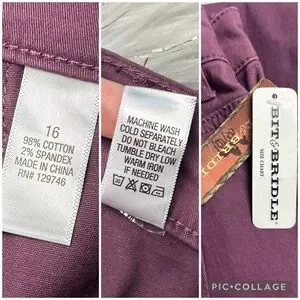 16
98% COTTON
2% SPANDEX
MADE IN CHINA
RN# 129746
MACHINE WASH
COLD SEPARATELY
DO NOT BLEACH
TUMBLE DRY LOW
WARM IRON
IF NEEDED
BIT & BRIDLE
SIZE CHART
BRIDL
PIC•COLLAGE